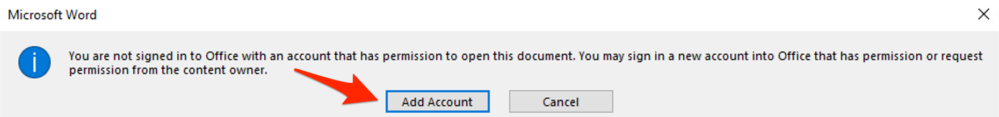 Microsoft Word
You are not signed in to Office with an account that has permission to open this document. You may sign in a new account into Office that has permission or request
permission from the content owner.
Add Account
Cancel